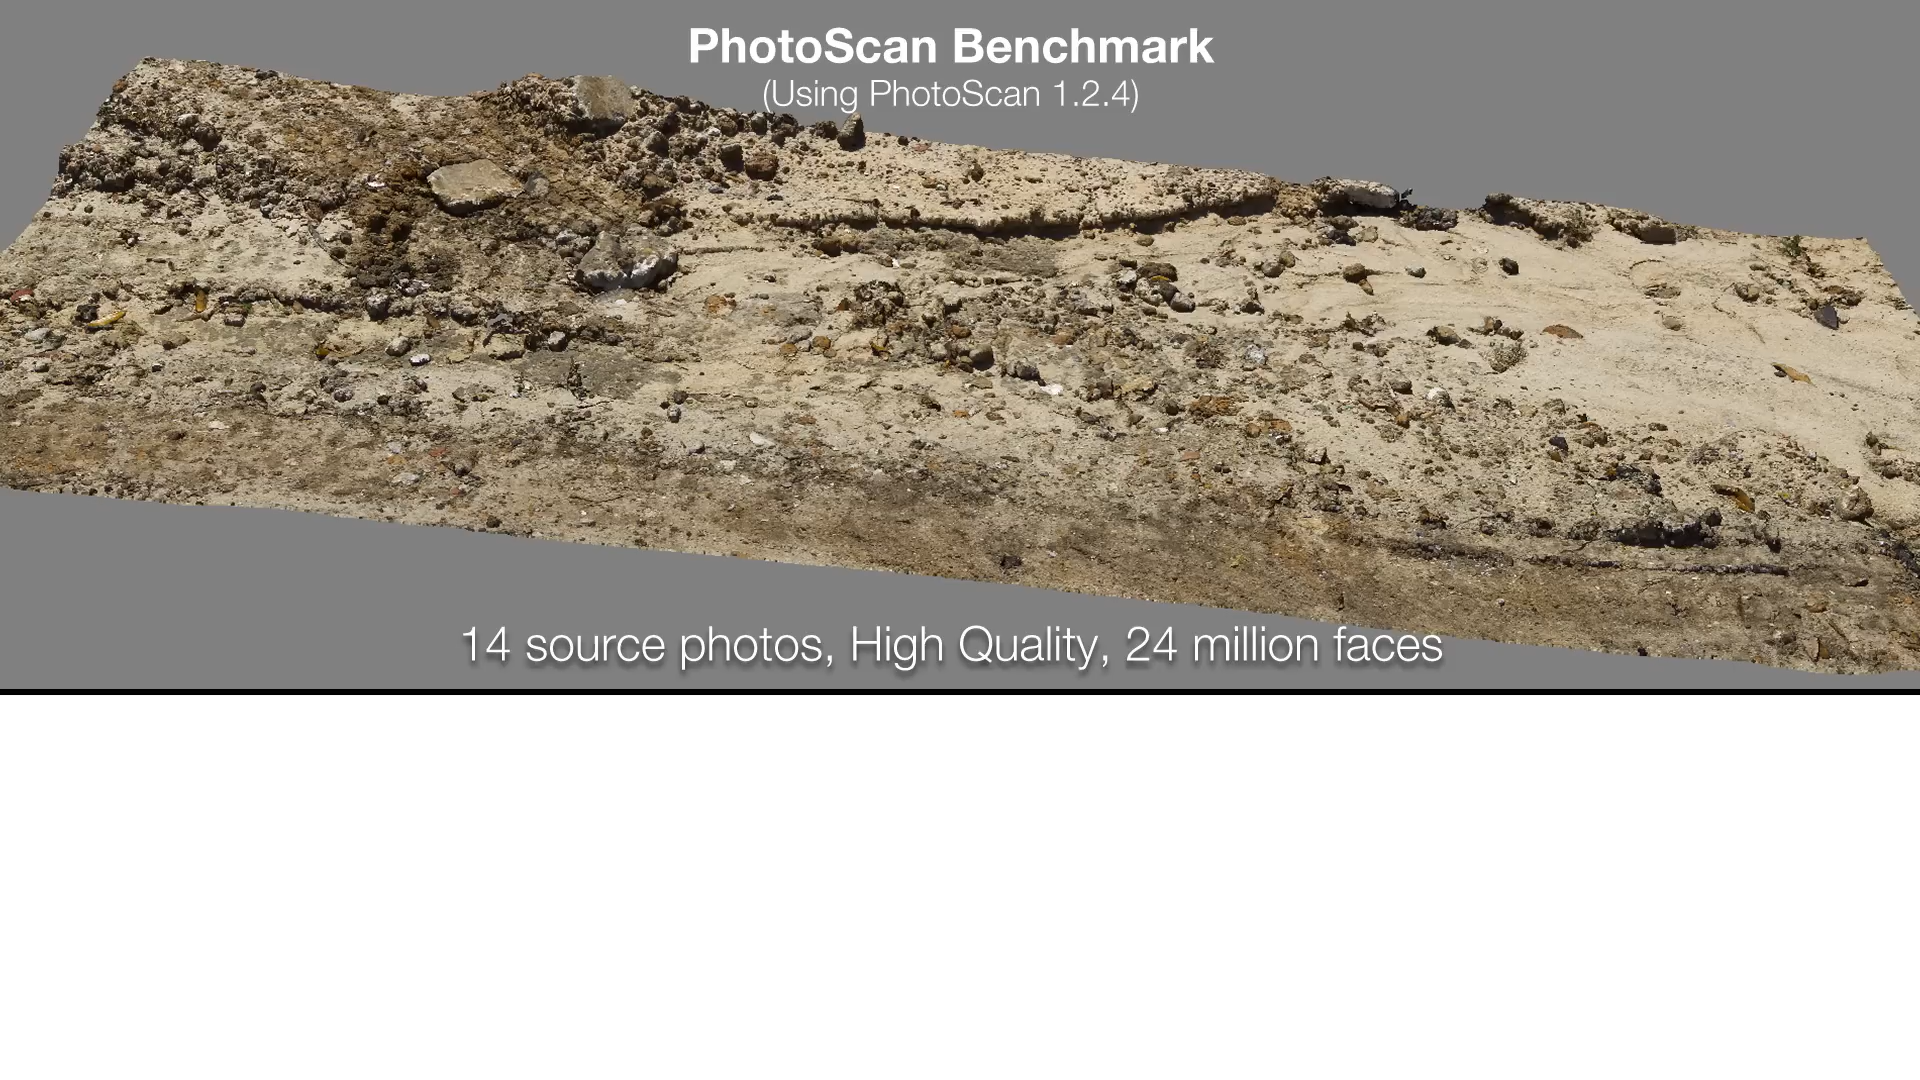 PhotoScan Benchmark
(Using PhotoScan 1.2.4)
14 source photos, High Quality, 24 million faces